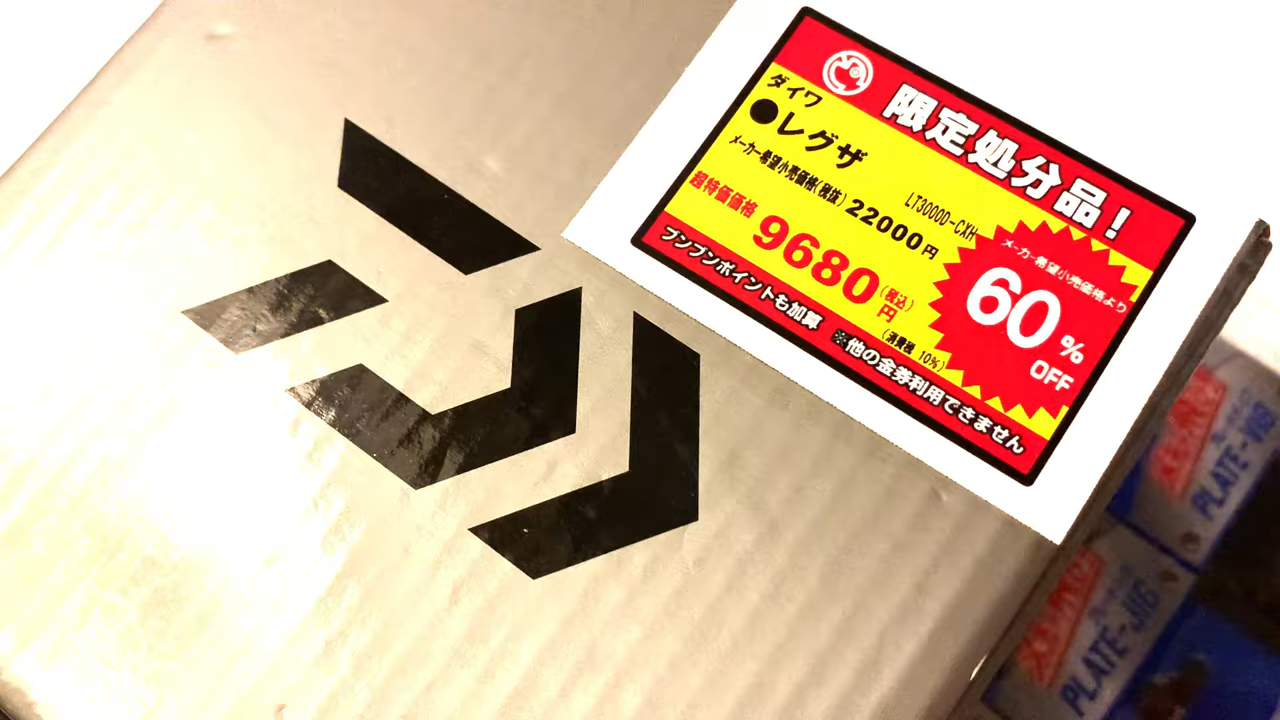 限定処分品！
ダイワ
●レグザ
LT3000D-CXH
メーカー希望小売価格(税抜) 22000円
超特価価格 9680円(税込)
(消費税 10%)
メーカー希望小売価格より
60%
OFF
ブンブンポイントも加算 ※他の金券利用できません
PLATE-VIB
PLATE-JIG